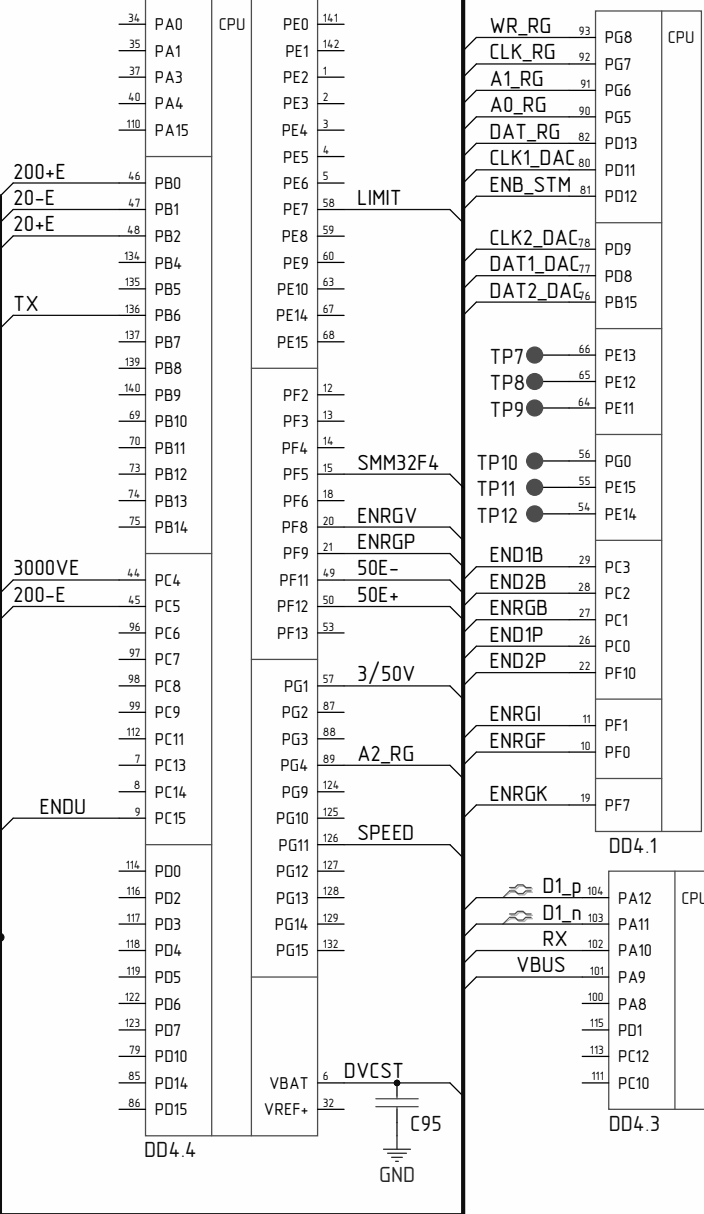 34 PA0 CPU
35 PA1
37 PA3
40 PA4
110 PA15
200+E 46 PB0
20-E 47 PB1
20+E 48 PB2
134 PB4
135 PB5
TX 136 PB6
137 PB7
139 PB8
140 PB9
69 PB10
70 PB11
73 PB12
74 PB13
75 PB14
3000VE 44 PC4
200-E 45 PC5
96 PC6
97 PC7
98 PC8
99 PC9
112 PC11
7 PC13
8 PC14
ENDU 9 PC15
114 PD0
116 PD2
117 PD3
118 PD4
119 PD5
122 PD6
123 PD7
79 PD10
85 PD14
86 PD15
DD4.4
PE0 141
PE1 142
PE2 1
PE3 2
PE4 3
PE5 4
PE6 5
PE7 58 LIMIT
PE8 59
PE9 60
PE10 63
PE14 67
PE15 68
PF2 12
PF3 13
PF4 14
PF5 15 SMM32F4
PF6 18
PF8 20 ENRGV
PF9 21 ENRGP
PF11 49 50E-
PF12 50 50E+
PF13 53
PG1 57 3/50V
PG2 87
PG3 88
PG4 89 A2_RG
PG9 124
PG10 125
PG11 126 SPEED
PG12 127
PG13 128
PG14 129
PG15 132
VBAT 6 DVCST
VREF+ 32
C95
GND
WR_RG 93 PG8 CPU
CLK_RG 92 PG7
A1_RG 91 PG6
A0_RG 90 PG5
DAT_RG 82 PD13
CLK1_DAC 80 PD11
ENB_STM 81 PD12
CLK2_DAC 78 PD9
DAT1_DAC 77 PD8
DAT2_DAC 76 PB15
TP7 66 PE13
TP8 65 PE12
TP9 64 PE11
TP10 56 PG0
TP11 55 PE15
TP12 54 PE14
END1B 29 PC3
END2B 28 PC2
ENRGB 27 PC1
END1P 26 PC0
END2P 22 PF10
ENRGI 11 PF1
ENRGF 10 PF0
ENRGK 19 PF7
DD4.1
D1_p 104 PA12 CPU
D1_n 103 PA11
RX 102 PA10
VBUS 101 PA9
100 PA8
115 PD1
113 PC12
111 PC10
DD4.3